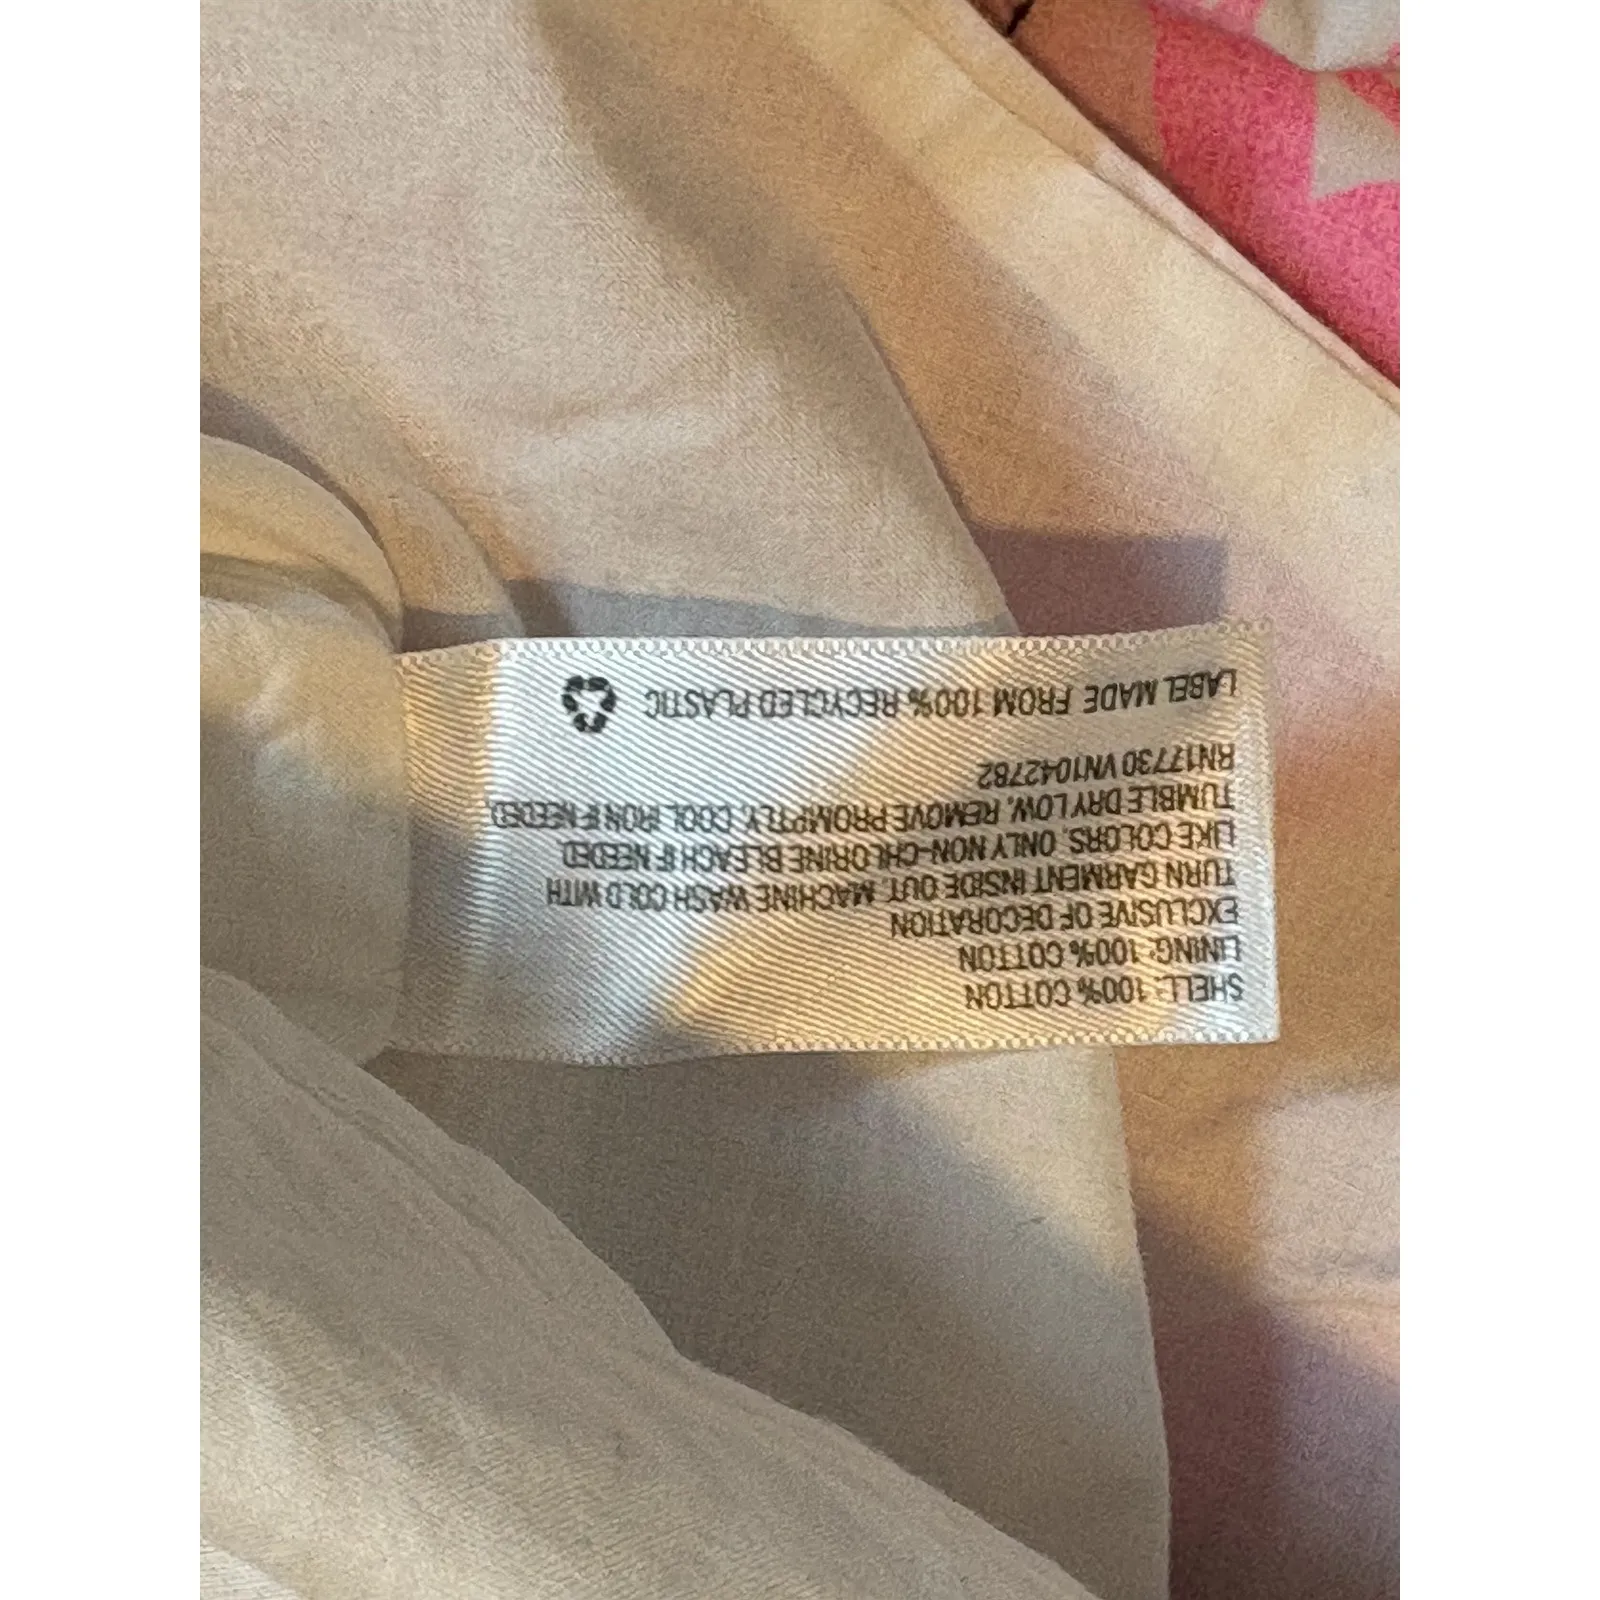 SHELL: 100% COTTON
LINING: 100% COTTON
EXCLUSIVE OF DECORATION
TURN GARMENT INSIDE OUT. MACHINE WASH COLD WITH
LIKE COLORS. ONLY NON-CHLORINE BLEACH IF NEEDED.
TUMBLE DRY LOW. REMOVE PROMPTLY. COOL IRON IF NEEDED.
RN17730 VN1042782
LABEL MADE FROM 100% RECYCLED PLASTIC